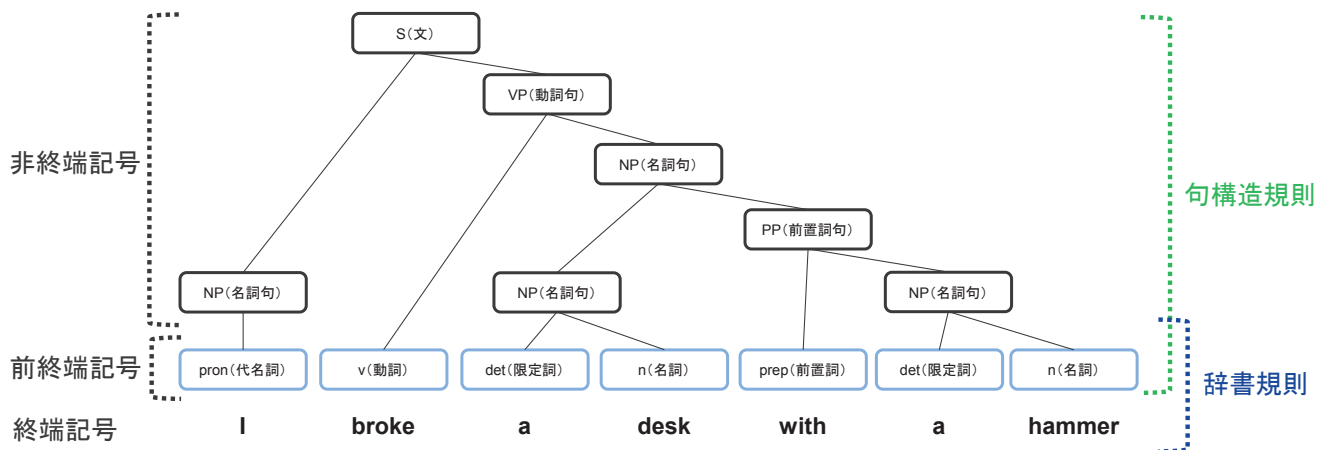 S(文)
VP(動詞句)
非終端記号
NP(名詞句)
句構造規則
PP(前置詞句)
NP(名詞句) NP(名詞句) NP(名詞句)
前終端記号 pron(代名詞) v(動詞) det(限定詞) n(名詞) prep(前置詞) det(限定詞) n(名詞)
辞書規則
終端記号 I broke a desk with a hammer